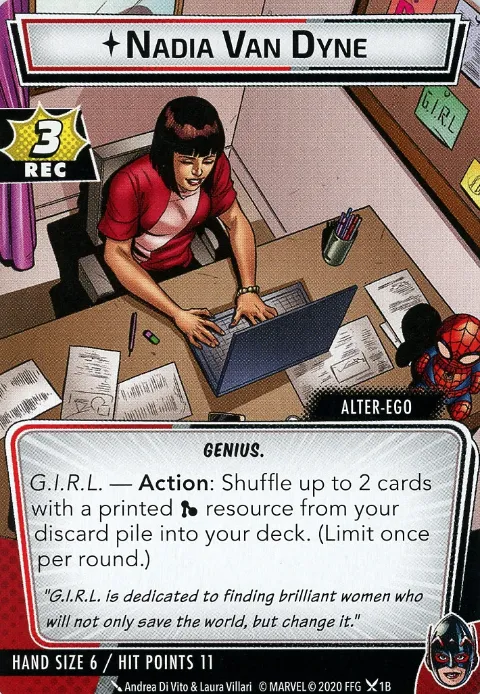 Nadia Van Dyne
3
REC
G.I.R.L
ALTER-EGO
GENIUS.
G.I.R.L. — Action: Shuffle up to 2 cards
with a printed resource from your
discard pile into your deck. (Limit once
per round.)
"G.I.R.L. is dedicated to finding brilliant women who
will not only save the world, but change it."
HAND SIZE 6 / HIT POINTS 11
Andrea Di Vito & Laura Villari © MARVEL © 2020 FFG 1B